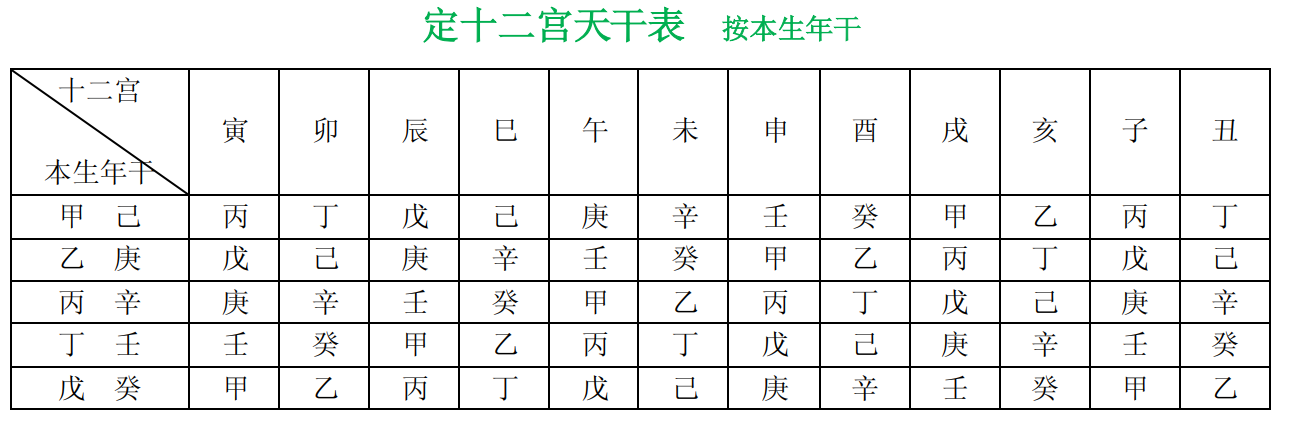 定十二宫天干表 按本生年干
十二宫 寅 卯 辰 巳 午 未 申 酉 戌 亥 子 丑
本生年干
甲 己 丙 丁 戊 己 庚 辛 壬 癸 甲 乙 丙 丁
乙 庚 戊 己 庚 辛 壬 癸 甲 乙 丙 丁 戊 己
丙 辛 庚 辛 壬 癸 甲 乙 丙 丁 戊 己 庚 辛
丁 壬 壬 癸 甲 乙 丙 丁 戊 己 庚 辛 壬 癸
戊 癸 甲 乙 丙 丁 戊 己 庚 辛 壬 癸 甲 乙